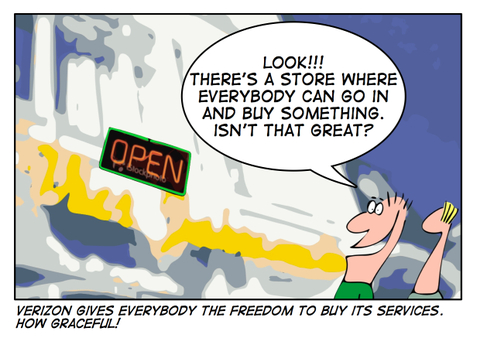 LOOK!!!
THERE'S A STORE WHERE
EVERYBODY CAN GO IN
AND BUY SOMETHING.
ISN'T THAT GREAT?
OPEN
iStockphoto
VERIZON GIVES EVERYBODY THE FREEDOM TO BUY ITS SERVICES.
HOW GRACEFUL!